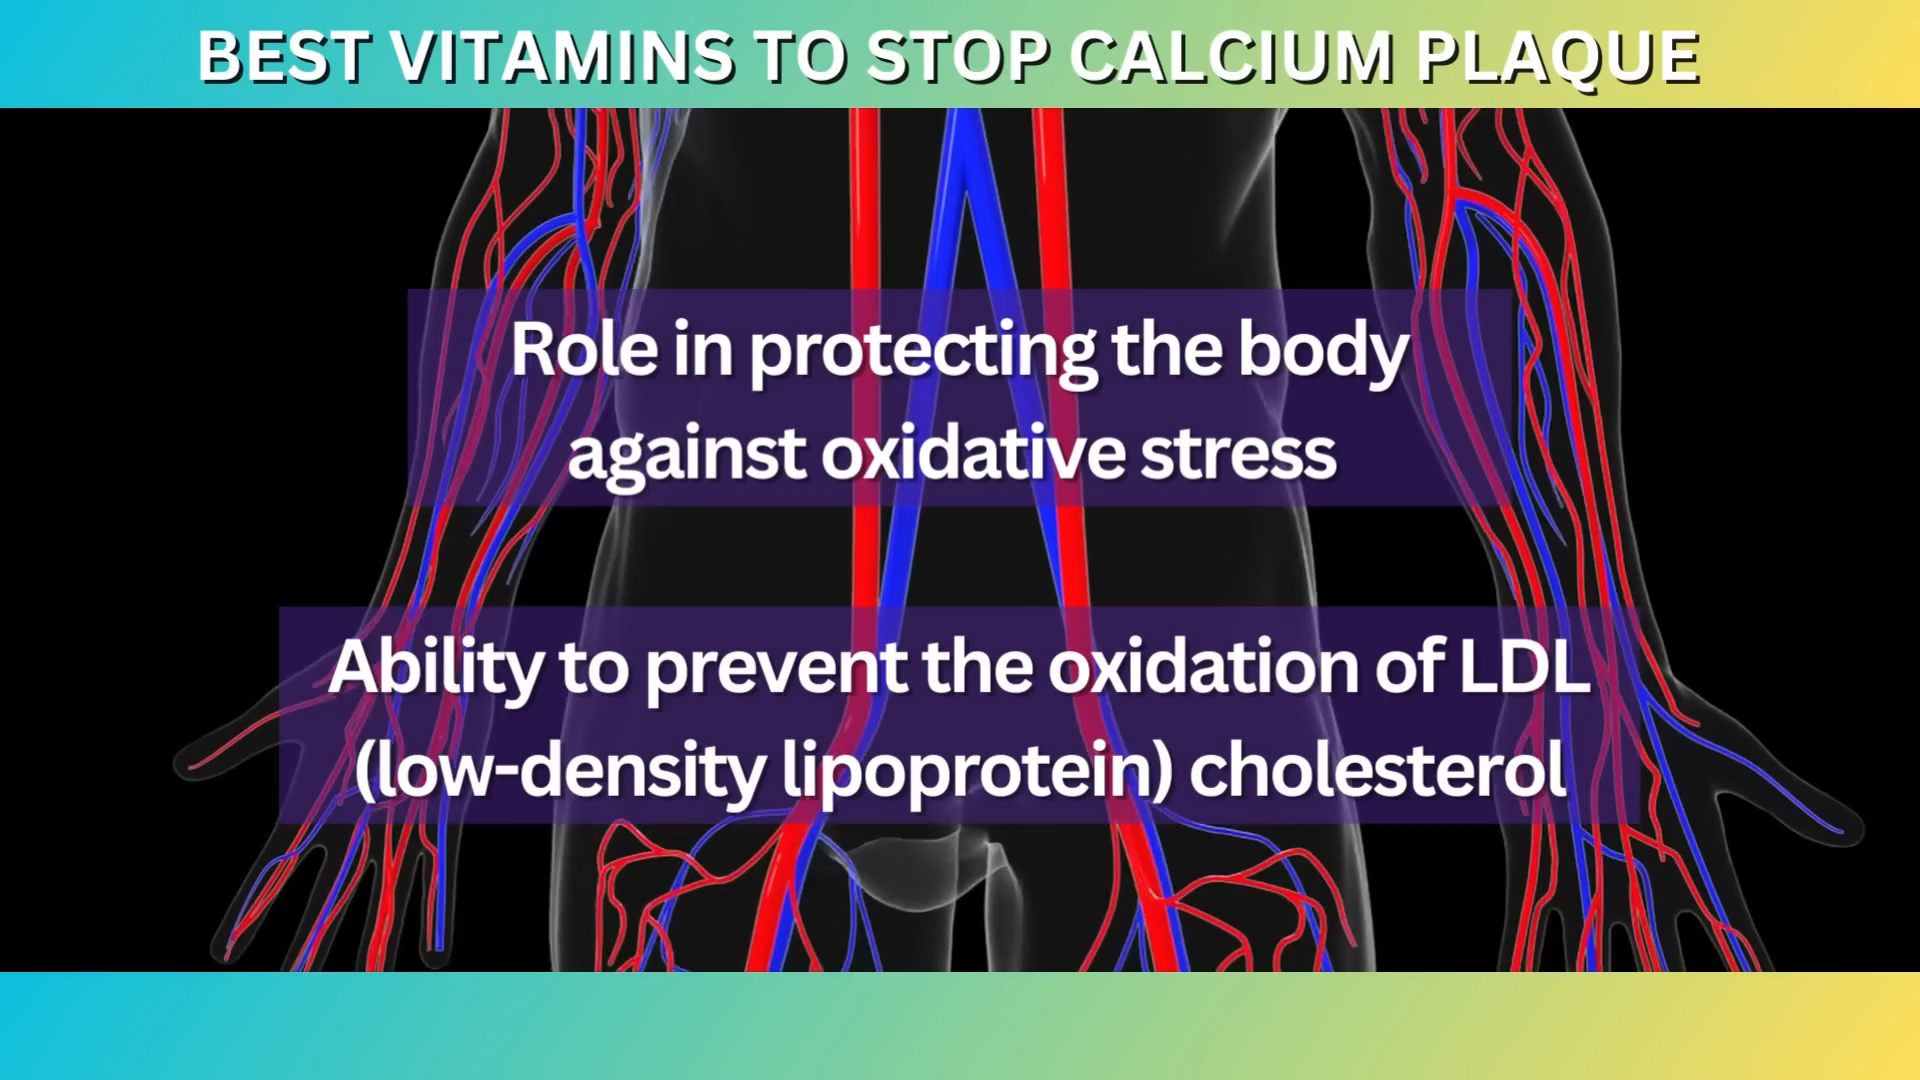 BEST VITAMINS TO STOP CALCIUM PLAQUE
Role in protecting the body
against oxidative stress
Ability to prevent the oxidation of LDL
(low-density lipoprotein) cholesterol